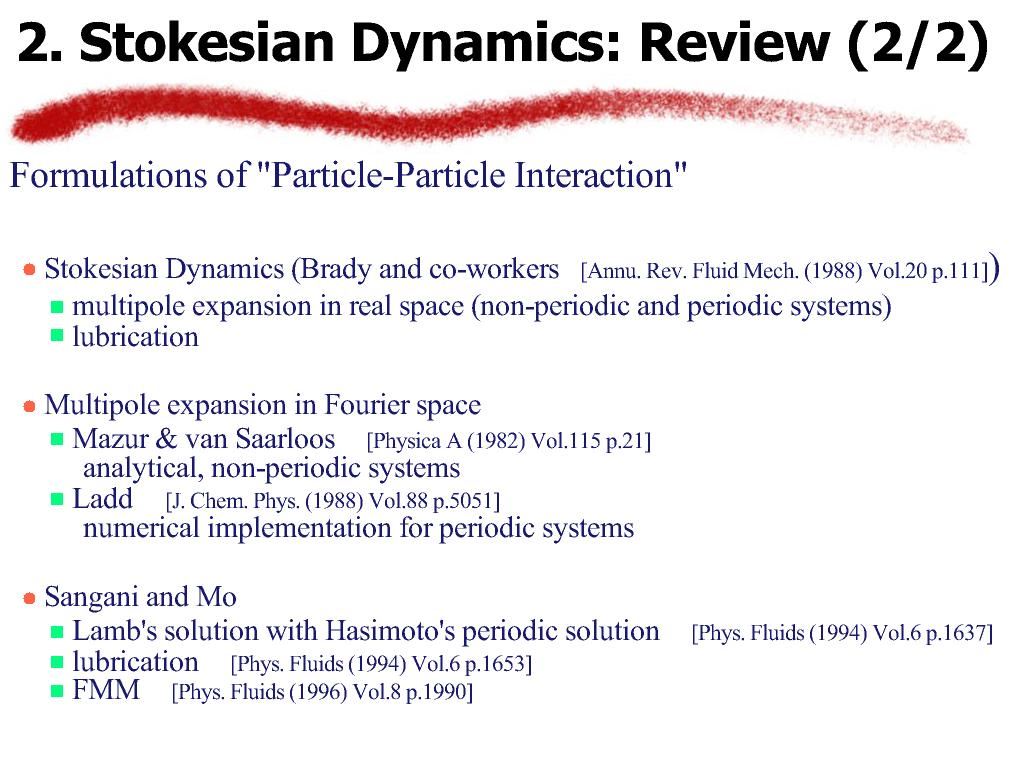 2. Stokesian Dynamics: Review (2/2)
Formulations of "Particle-Particle Interaction"
Stokesian Dynamics (Brady and co-workers [Annu. Rev. Fluid Mech. (1988) Vol.20 p.111])
multipole expansion in real space (non-periodic and periodic systems)
lubrication
Multipole expansion in Fourier space
Mazur & van Saarloos [Physica A (1982) Vol.115 p.21]
analytical, non-periodic systems
Ladd [J. Chem. Phys. (1988) Vol.88 p.5051]
numerical implementation for periodic systems
Sangani and Mo
Lamb's solution with Hasimoto's periodic solution [Phys. Fluids (1994) Vol.6 p.1637]
lubrication [Phys. Fluids (1994) Vol.6 p.1653]
FMM [Phys. Fluids (1996) Vol.8 p.1990]